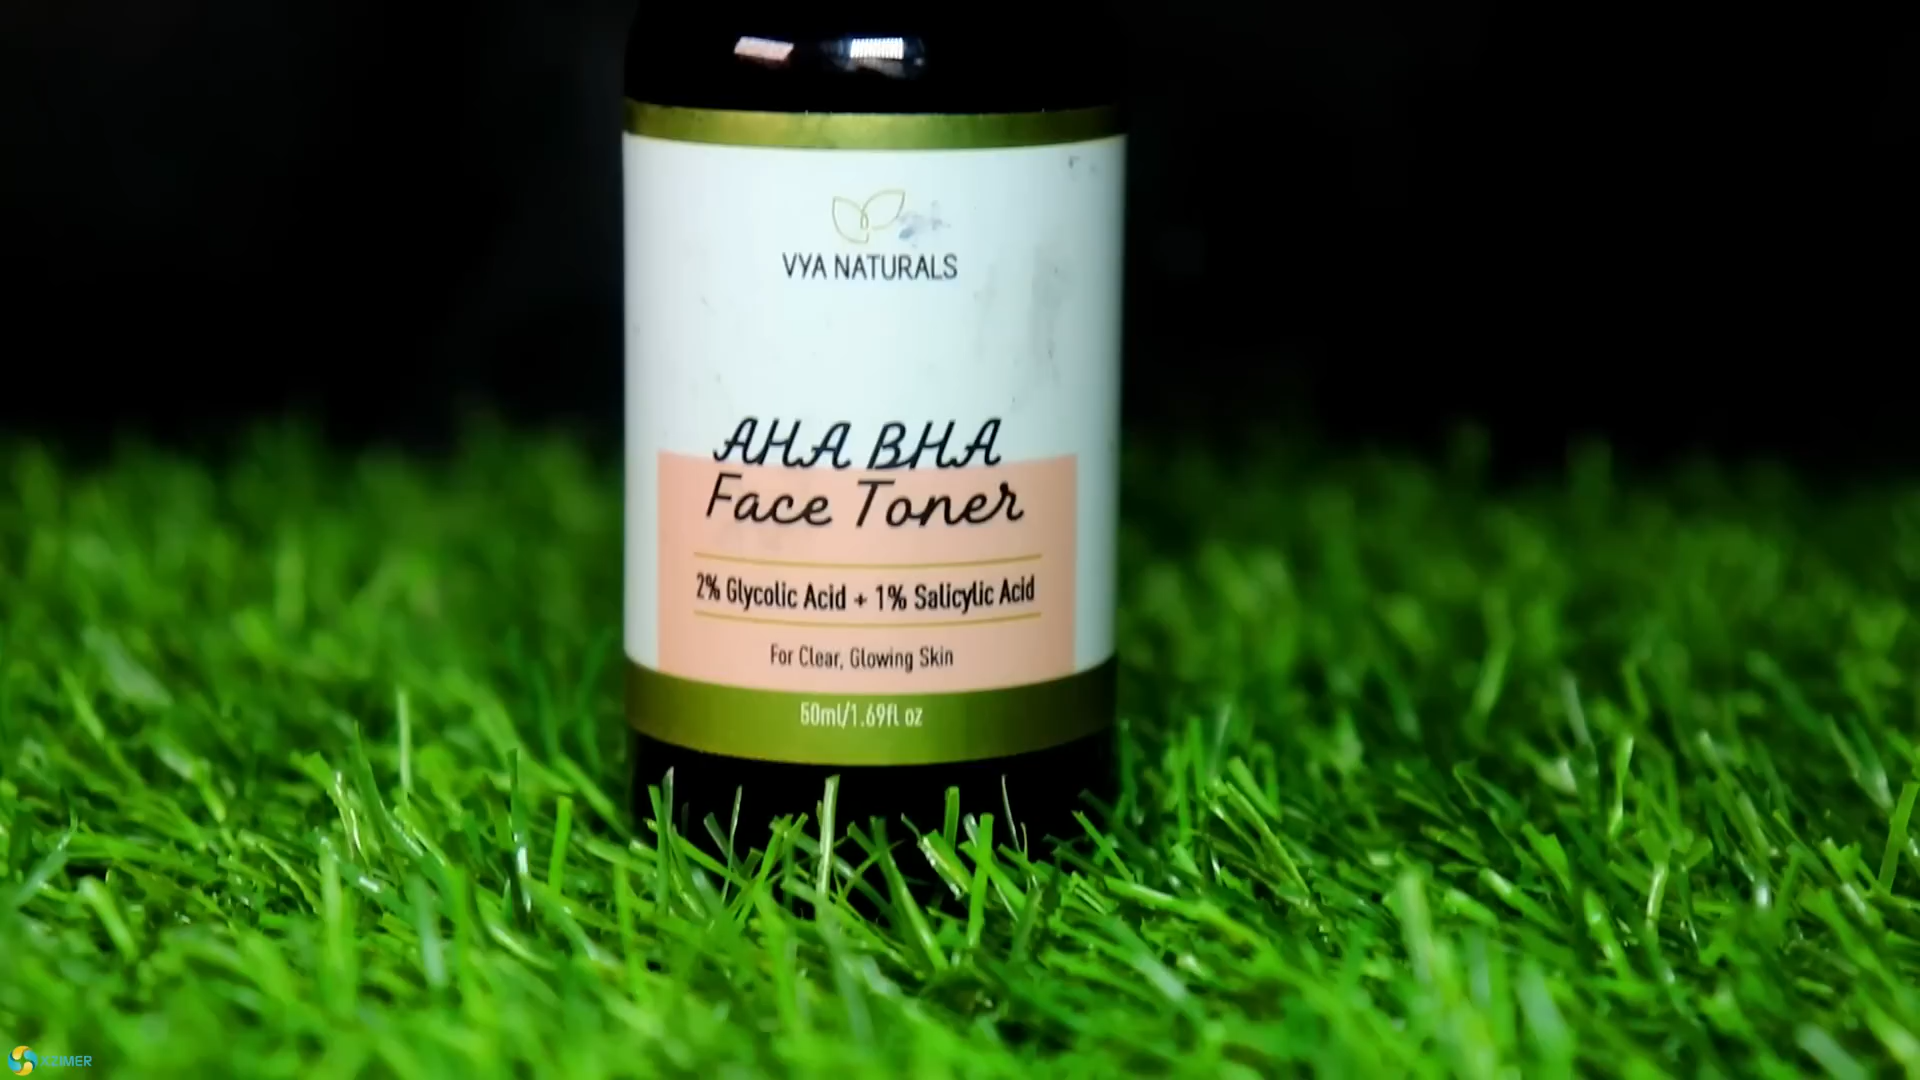 VYA NATURALS
AHA BHA
Face Toner
2% Glycolic Acid + 1% Salicylic Acid
For Clear, Glowing Skin
50ml/1.69fl oz
XZIMER